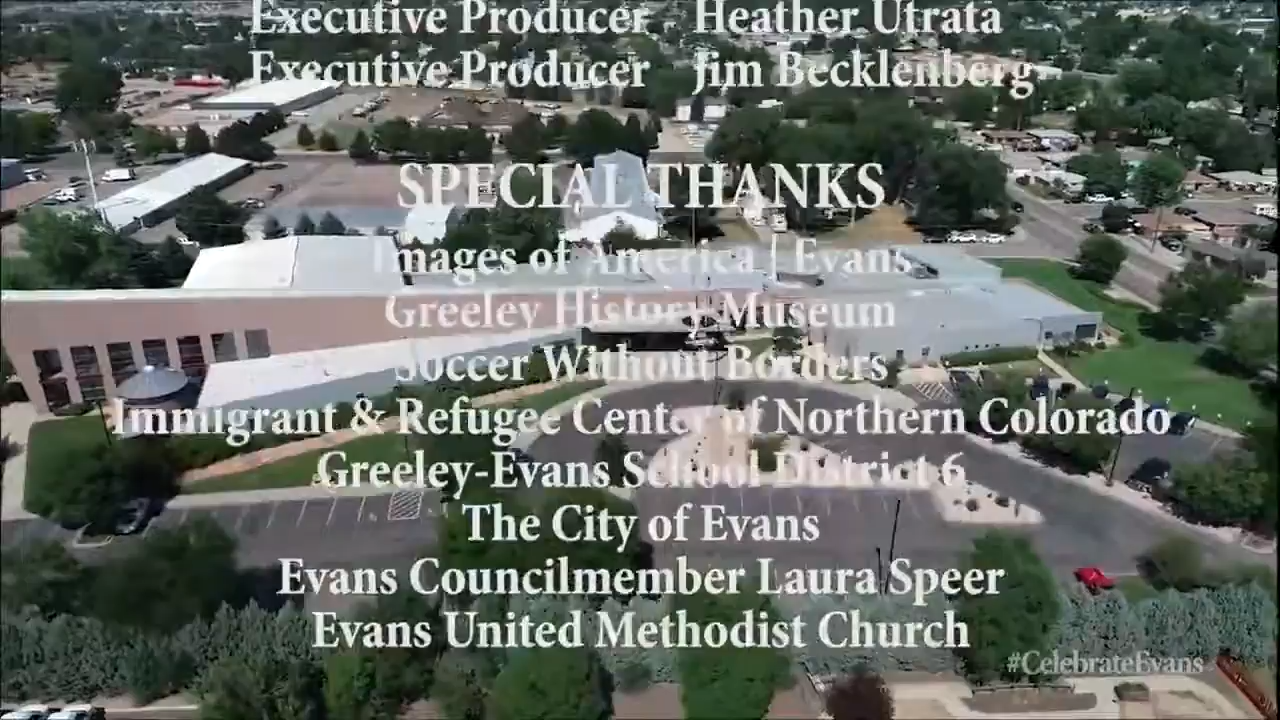 Executive Producer Heather Utrata
Executive Producer Jim Becklenberg
SPECIAL THANKS
Images of America | Evans
Greeley History Museum
Soccer Without Borders
Immigrant & Refugee Center of Northern Colorado
Greeley-Evans School District 6
The City of Evans
Evans Councilmember Laura Speer
Evans United Methodist Church
#CelebrateEvans